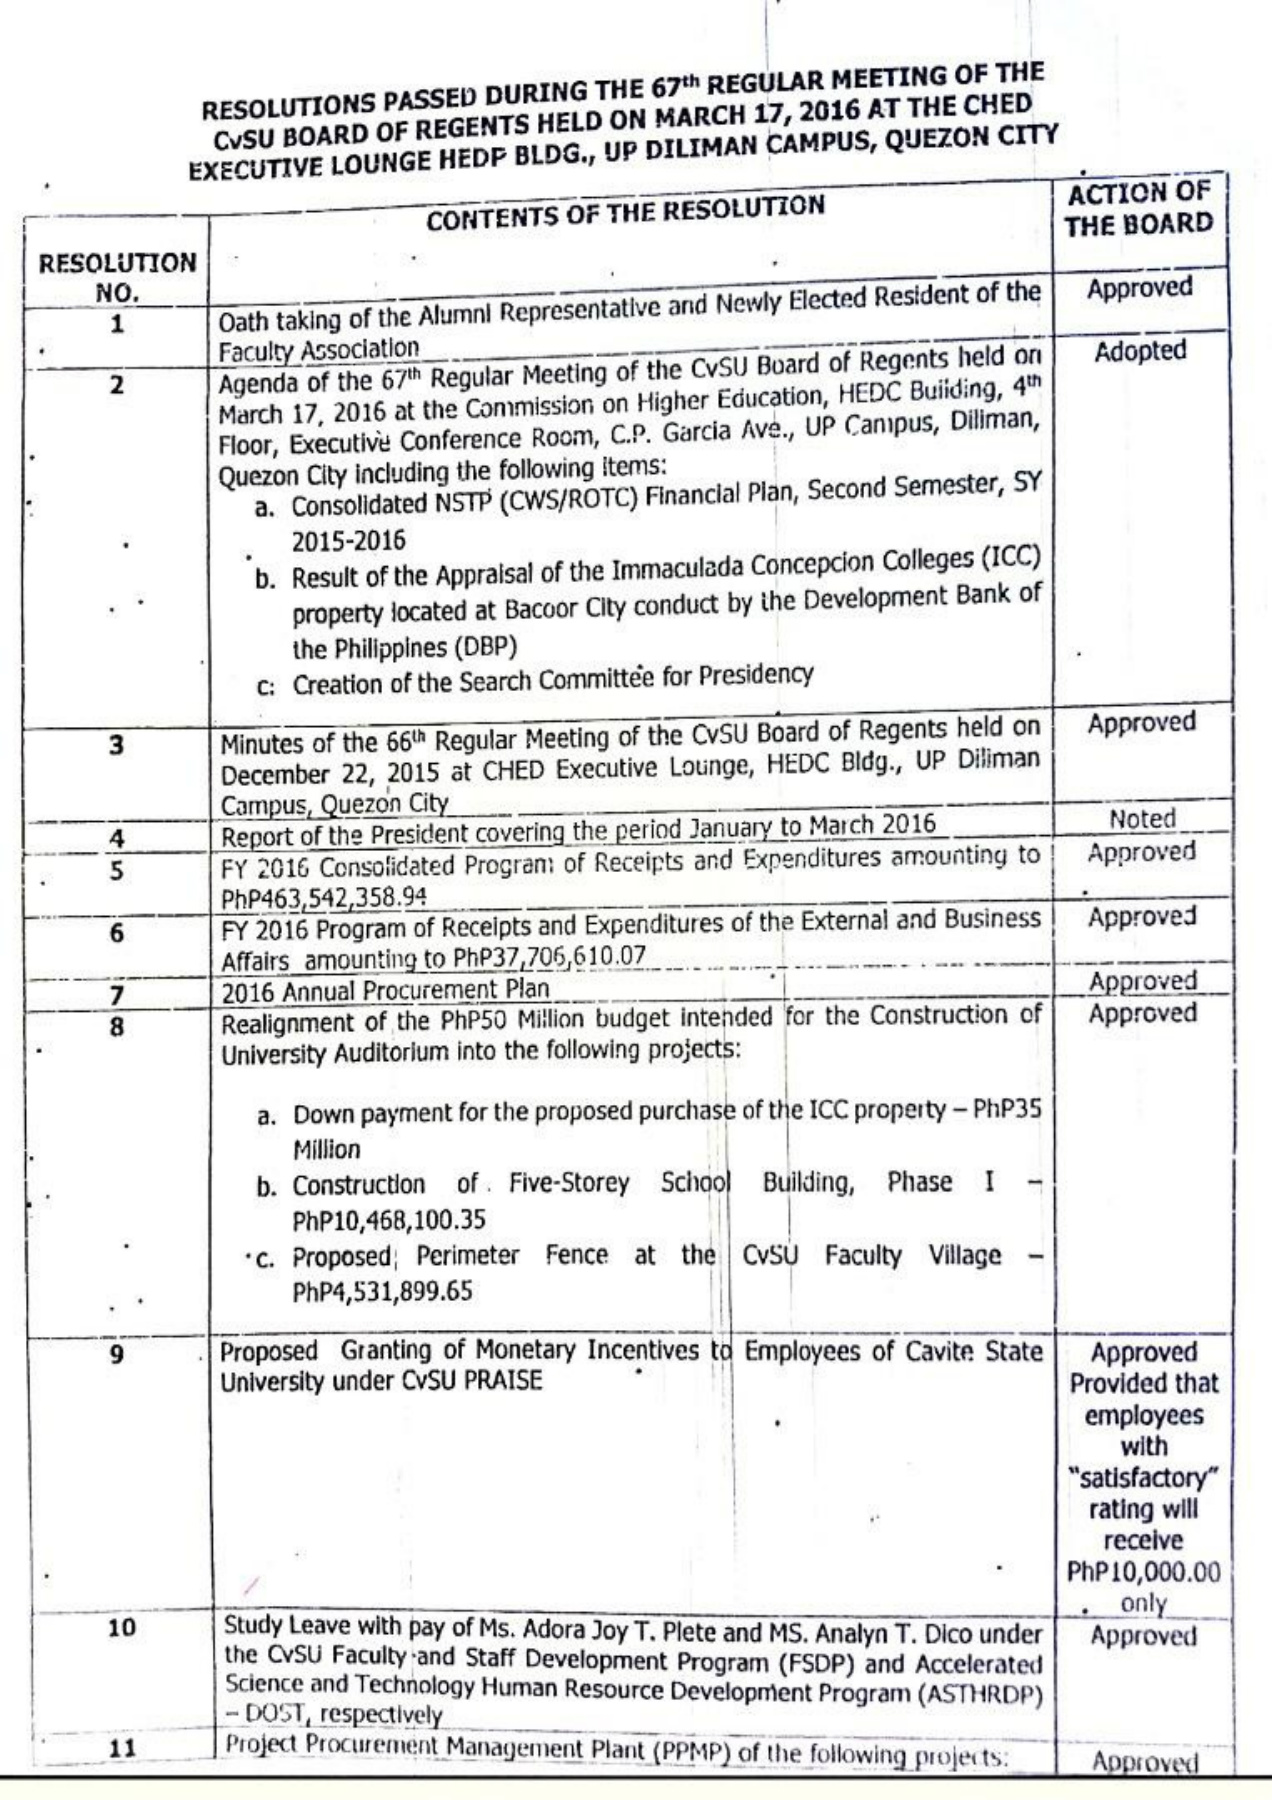 RESOLUTIONS PASSED DURING THE 67th REGULAR MEETING OF THE
CvSU BOARD OF REGENTS HELD ON MARCH 17, 2016 AT THE CHED
EXECUTIVE LOUNGE HEDF BLDG., UP DILIMAN CAMPUS, QUEZON CITY
RESOLUTION
NO.
CONTENTS OF THE RESOLUTION
ACTION OF
THE BOARD
1
Oath taking of the Alumni Representative and Newly Elected Resident of the
Faculty Association
Approved
2
Agenda of the 67th Regular Meeting of the CvSU Board of Regents held on
March 17, 2016 at the Commission on Higher Education, HEDC Building, 4th
Floor, Executive Conference Room, C.P. Garcia Ave., UP Campus, Diliman,
Quezon City including the following items:
a. Consolidated NSTP (CWS/ROTC) Financial Plan, Second Semester, SY
2015-2016
b. Result of the Appraisal of the Immaculada Concepcion Colleges (ICC)
property located at Bacoor City conduct by the Development Bank of
the Philippines (DBP)
c: Creation of the Search Committee for Presidency
Adopted
3
Minutes of the 66th Regular Meeting of the CvSU Board of Regents held on
December 22, 2015 at CHED Executive Lounge, HEDC Bldg., UP Diliman
Campus, Quezon City
Approved
4
Report of the President covering the period January to March 2016
Noted
5
FY 2016 Consolidated Program of Receipts and Expenditures amounting to
PhP463,542,358.94
Approved
6
FY 2016 Program of Receipts and Expenditures of the External and Business
Affairs amounting to PhP37,706,610.07
Approved
7
2016 Annual Procurement Plan
Approved
8
Realignment of the PhP50 Million budget intended for the Construction of
University Auditorium into the following projects:
a. Down payment for the proposed purchase of the ICC property – PhP35
Million
b. Construction of Five-Storey School Building, Phase I –
PhP10,468,100.35
c. Proposed Perimeter Fence at the CvSU Faculty Village –
PhP4,531,899.65
Approved
9
Proposed Granting of Monetary Incentives to Employees of Cavite State
University under CvSU PRAISE
Approved
Provided that
employees
with
"satisfactory"
rating will
receive
PhP10,000.00
only
10
Study Leave with pay of Ms. Adora Joy T. Plete and MS. Analyn T. Dico under
the CvSU Faculty and Staff Development Program (FSDP) and Accelerated
Science and Technology Human Resource Development Program (ASTHRDP)
– DOST, respectively
Approved
11
Project Procurement Management Plant (PPMP) of the following projects:
Approved